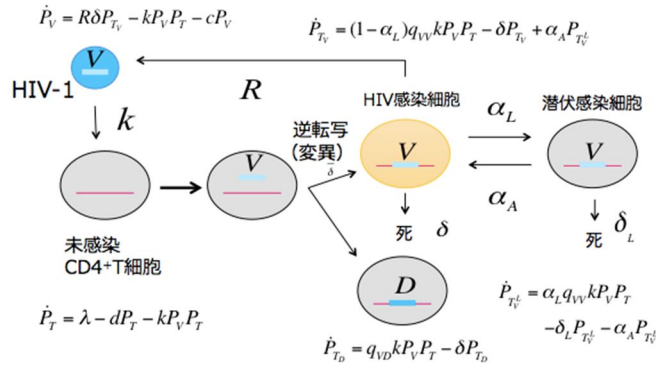 Ṗ_V = RδP_{T_V} − kP_V P_T − cP_V
Ṗ_{T_V} = (1−α_L)q_{VV}kP_V P_T − δP_{T_V} + α_A P_{T_V^L}
V
HIV-1
R
k
HIV感染細胞
潜伏感染細胞
逆転写
(変異)
δ
V
V
α_L
V
α_A
未感染
CD4+T細胞
死
δ
死
δ_L
D
Ṗ_T = λ − dP_T − kP_V P_T
Ṗ_{T_D} = q_{VD}kP_V P_T − δP_{T_D}
Ṗ_{T_V^L} = α_L q_{VV}kP_V P_T
−δ_L P_{T_V^L} − α_A P_{T_V^L}